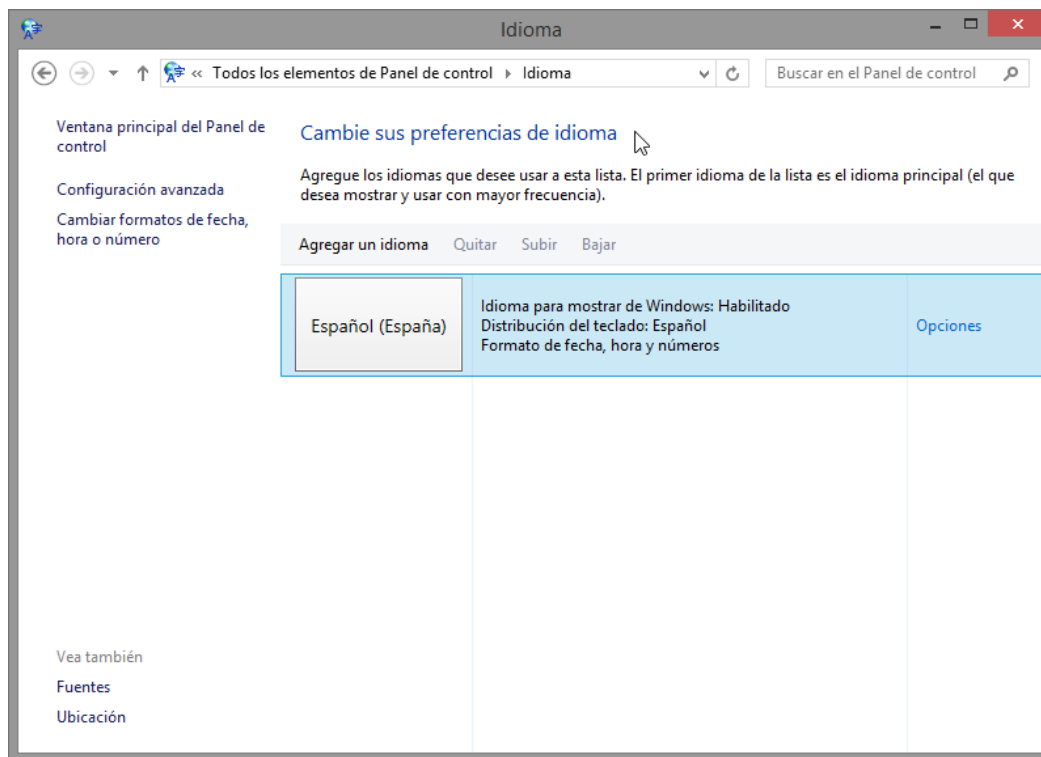 Idioma
« Todos los elementos de Panel de control Idioma
Buscar en el Panel de control
Ventana principal del Panel de
control
Configuración avanzada
Cambiar formatos de fecha,
hora o número
Cambie sus preferencias de idioma
Agregue los idiomas que desee usar a esta lista. El primer idioma de la lista es el idioma principal (el que
desea mostrar y usar con mayor frecuencia).
Agregar un idioma Quitar Subir Bajar
Español (España)
Idioma para mostrar de Windows: Habilitado
Distribución del teclado: Español
Formato de fecha, hora y números
Opciones
Vea también
Fuentes
Ubicación